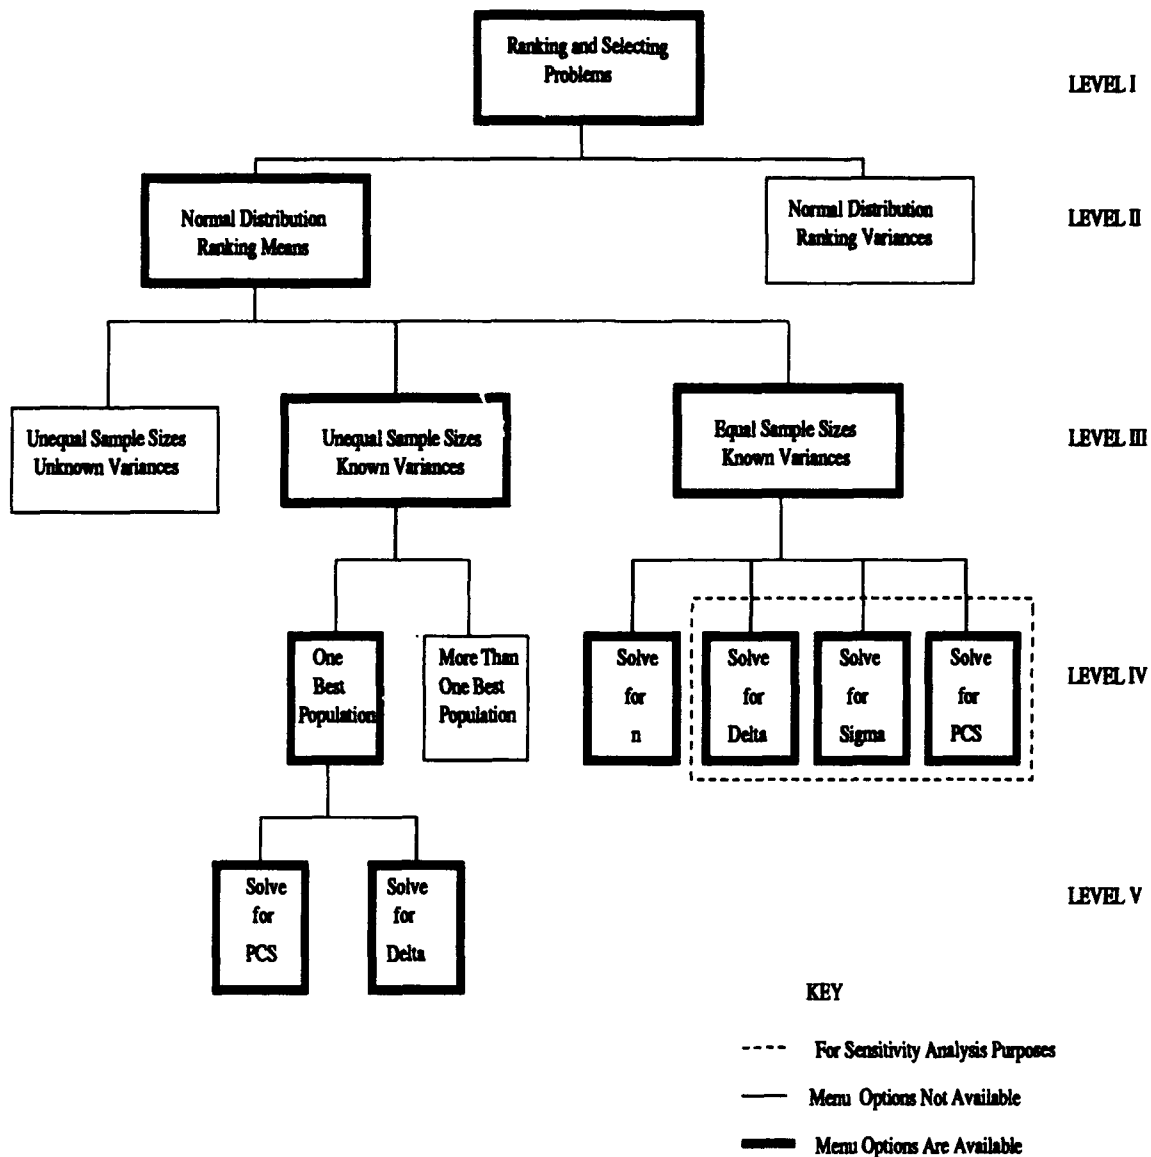 Ranking and Selecting
Problems
LEVEL I
Normal Distribution
Ranking Means
Normal Distribution
Ranking Variances
LEVEL II
Unequal Sample Sizes
Unknown Variances
Unequal Sample Sizes
Known Variances
Equal Sample Sizes
Known Variances
LEVEL III
One
Best
Population
More Than
One Best
Population
Solve
for
n
Solve
for
Delta
Solve
for
Sigma
Solve
for
PCS
LEVEL IV
Solve
for
PCS
Solve
for
Delta
LEVEL V
KEY
For Sensitivity Analysis Purposes
Menu Options Not Available
Menu Options Are Available